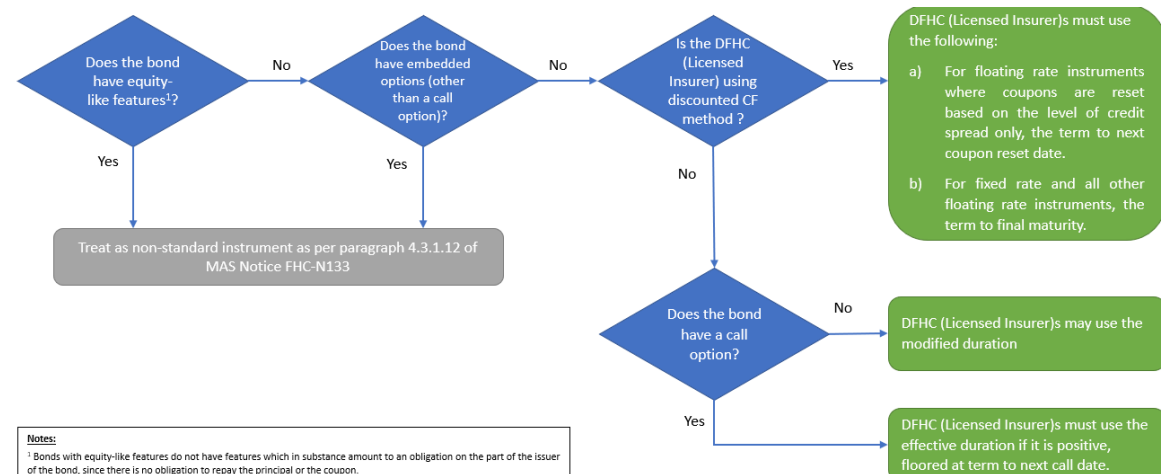 Does the bond
have equity-
like features¹?
No
Yes
Does the bond
have embedded
options (other
than a call
option)?
No
Yes
Is the DFHC
(Licensed
Insurer) using
discounted CF
method ?
Yes
No
DFHC (Licensed Insurer)s must use
the following:
a) For floating rate instruments
where coupons are reset
based on the level of credit
spread only, the term to next
coupon reset date.
b) For fixed rate and all other
floating rate instruments, the
term to final maturity.
Treat as non-standard instrument as per paragraph 4.3.1.12 of
MAS Notice FHC-N133
Does the bond
have a call
option?
No
DFHC (Licensed Insurer)s may use the
modified duration
Yes
DFHC (Licensed Insurer)s must use the
effective duration if it is positive,
floored at term to next call date.
Notes:
¹ Bonds with equity-like features do not have features which in substance amount to an obligation on the part of the issuer
of the bond, since there is no obligation to repay the principal or the coupon.